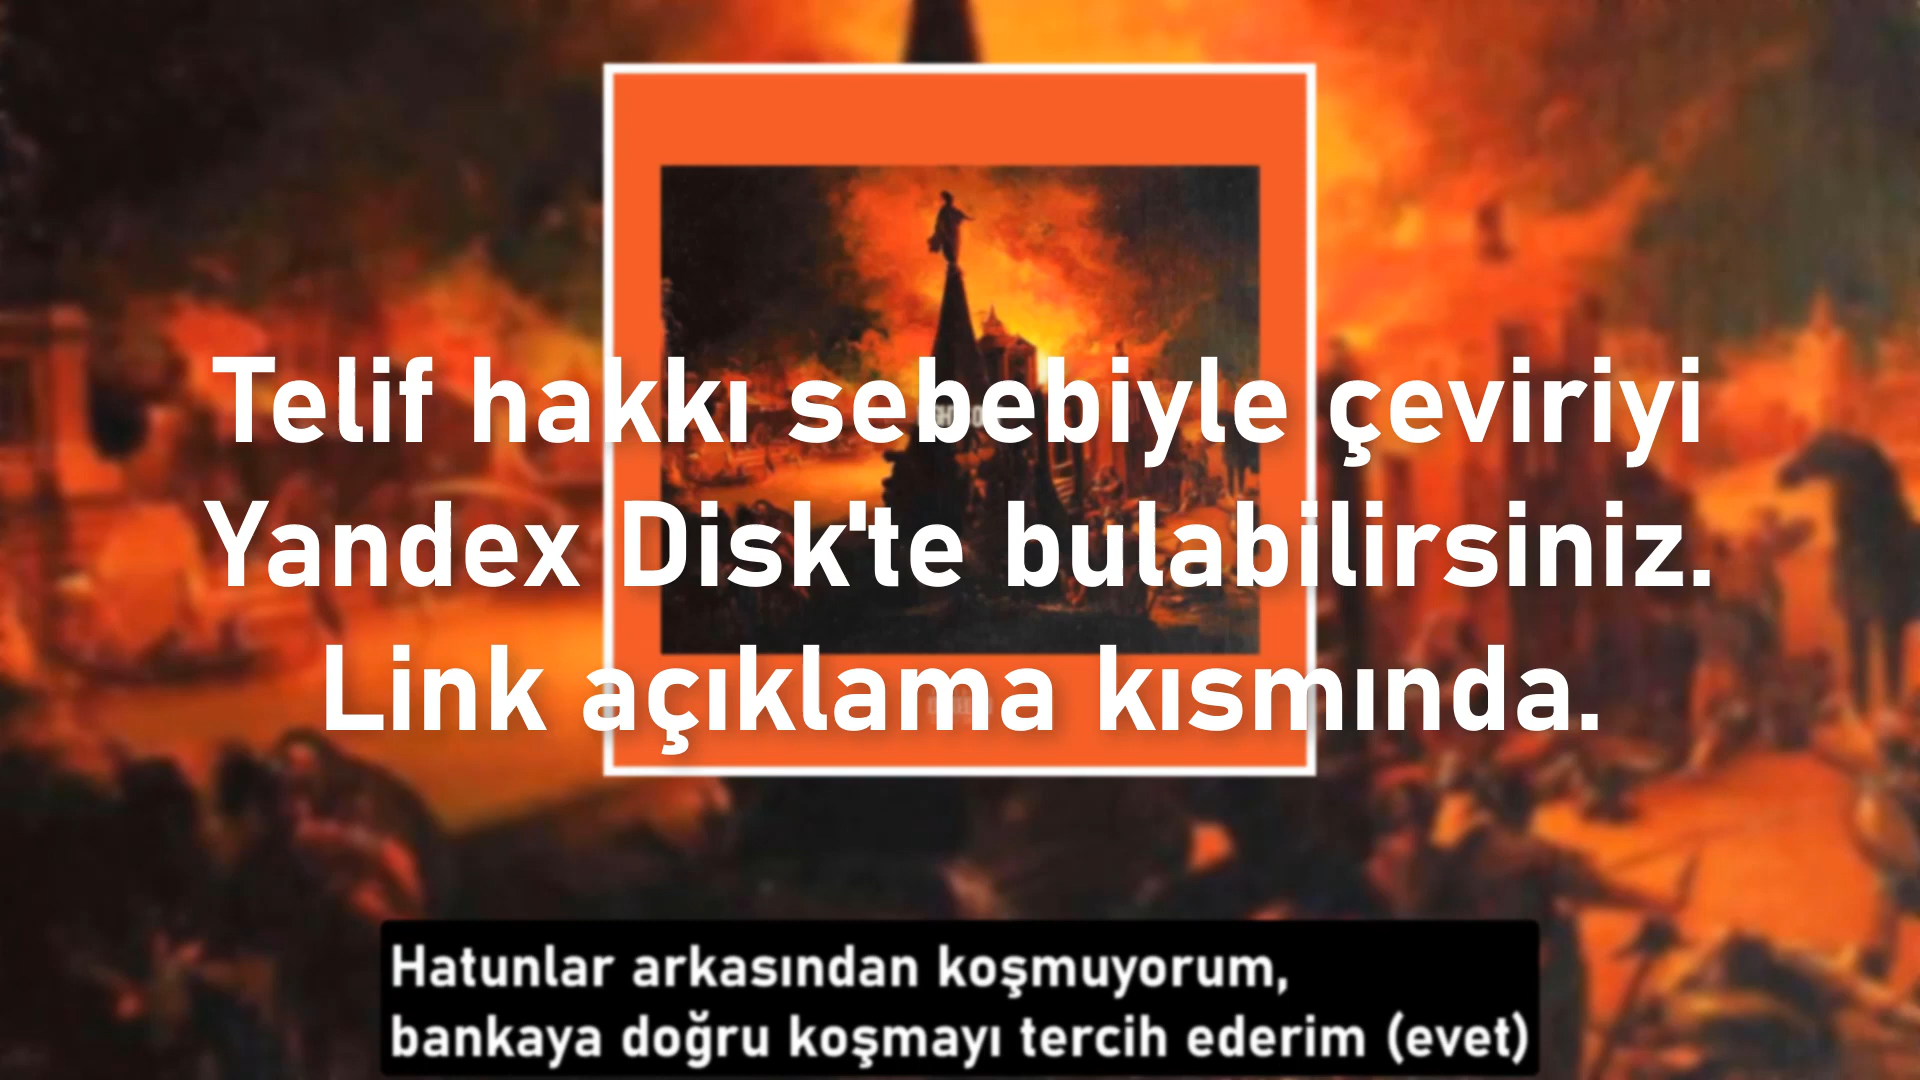 Telif hakkı sebebiyle çeviriyi
Yandex Disk'te bulabilirsiniz.
Link açıklama kısmında.
Hatunlar arkasından koşmuyorum,
bankaya doğru koşmayı tercih ederim (evet)